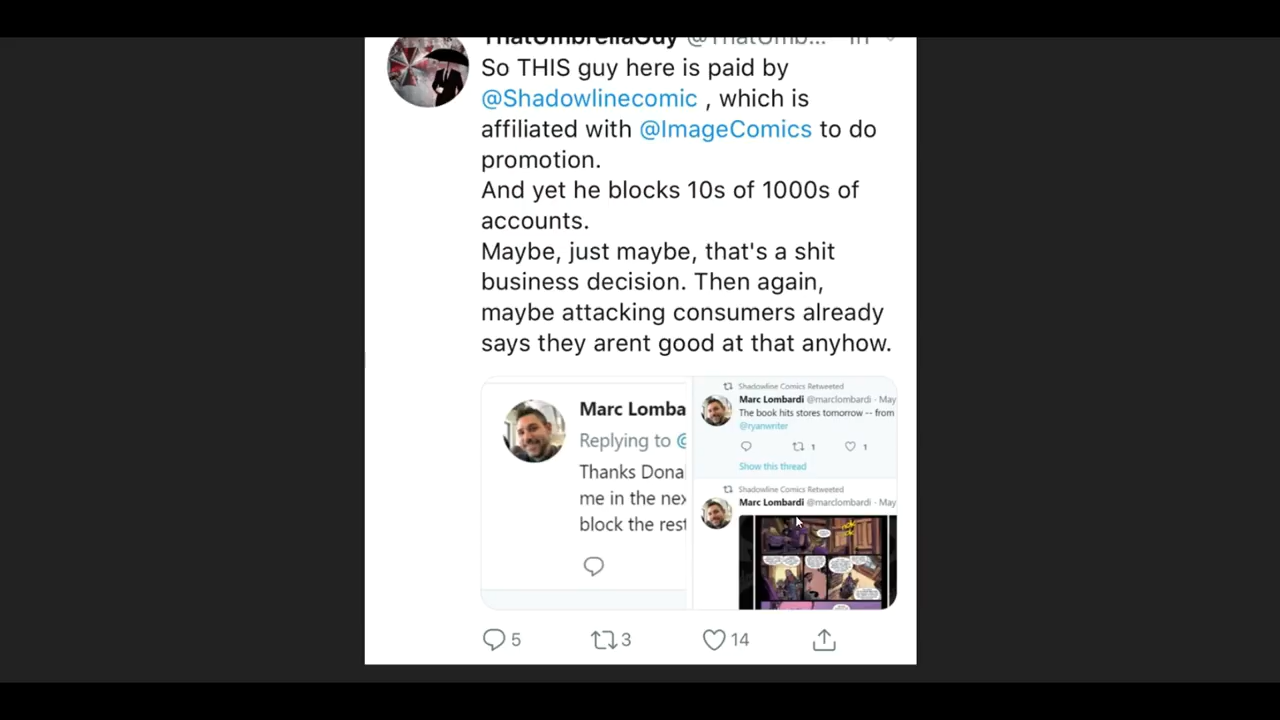 ThatUmbrellaGuy @ThatUmb... 1h
So THIS guy here is paid by
@Shadowlinecomic , which is
affiliated with @ImageComics to do
promotion.
And yet he blocks 10s of 1000s of
accounts.
Maybe, just maybe, that's a shit
business decision. Then again,
maybe attacking consumers already
says they arent good at that anyhow.
Marc Lomba
Replying to @
Thanks Dona
me in the nex
block the rest
Shadowline Comics Retweeted
Marc Lombardi @marclombardi · May
The book hits stores tomorrow -- from
@ryanwriter
1 1
Show this thread
Shadowline Comics Retweeted
Marc Lombardi @marclombardi · May
5 3 14